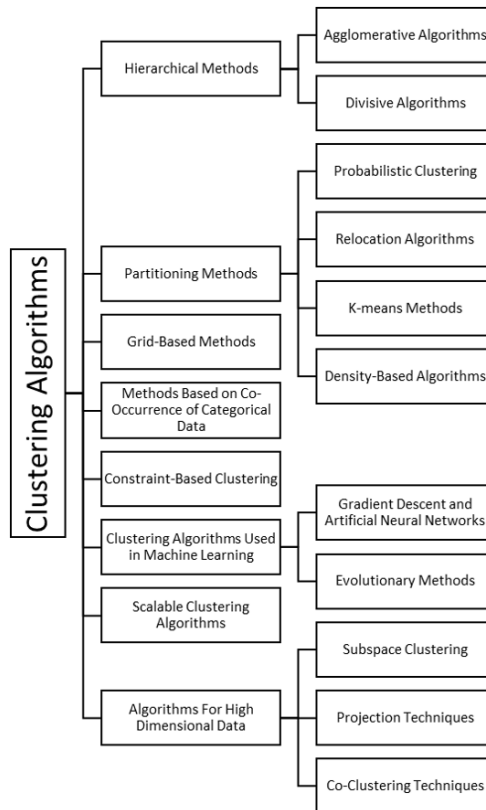 Clustering Algorithms
Hierarchical Methods
Agglomerative Algorithms
Divisive Algorithms
Partitioning Methods
Probabilistic Clustering
Relocation Algorithms
K-means Methods
Density-Based Algorithms
Grid-Based Methods
Methods Based on Co-
Occurrence of Categorical
Data
Constraint-Based Clustering
Clustering Algorithms Used
in Machine Learning
Gradient Descent and
Artificial Neural Networks
Evolutionary Methods
Scalable Clustering
Algorithms
Algorithms For High
Dimensional Data
Subspace Clustering
Projection Techniques
Co-Clustering Techniques